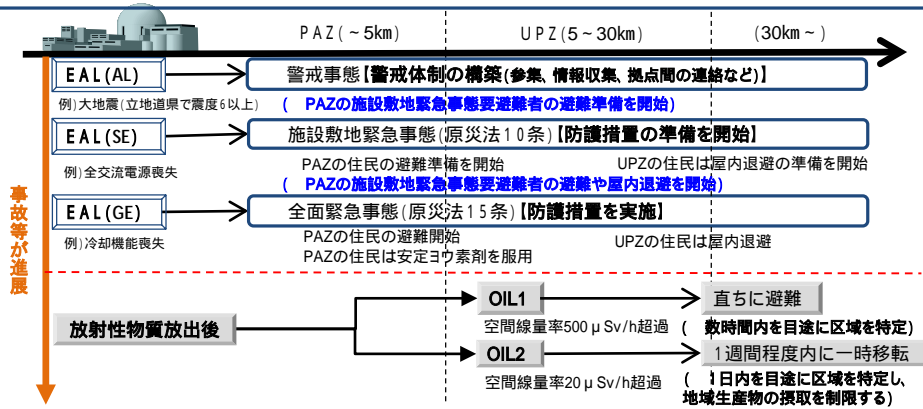 PAZ(~5km) UPZ(5~30km) (30km~)
EAL(AL) 警戒事態【警戒体制の構築(参集、情報収集、拠点間の連絡など)】
例)大地震(立地道県で震度6以上) ( PAZの施設敷地緊急事態要避難者の避難準備を開始)
EAL(SE) 施設敷地緊急事態(原災法10条)【防護措置の準備を開始】
例)全交流電源喪失 PAZの住民の避難準備を開始 UPZの住民は屋内退避の準備を開始
( PAZの施設敷地緊急事態要避難者の避難や屋内退避を開始)
EAL(GE) 全面緊急事態(原災法15条)【防護措置を実施】
例)冷却機能喪失 PAZの住民の避難開始 UPZの住民は屋内退避
PAZの住民は安定ヨウ素剤を服用
事故等が進展
放射性物質放出後
OIL1 直ちに避難
空間線量率500μSv/h超過 ( 数時間内を目途に区域を特定)
OIL2 1週間程度内に一時移転
空間線量率20μSv/h超過 ( 1日内を目途に区域を特定し、
地域生産物の摂取を制限する)